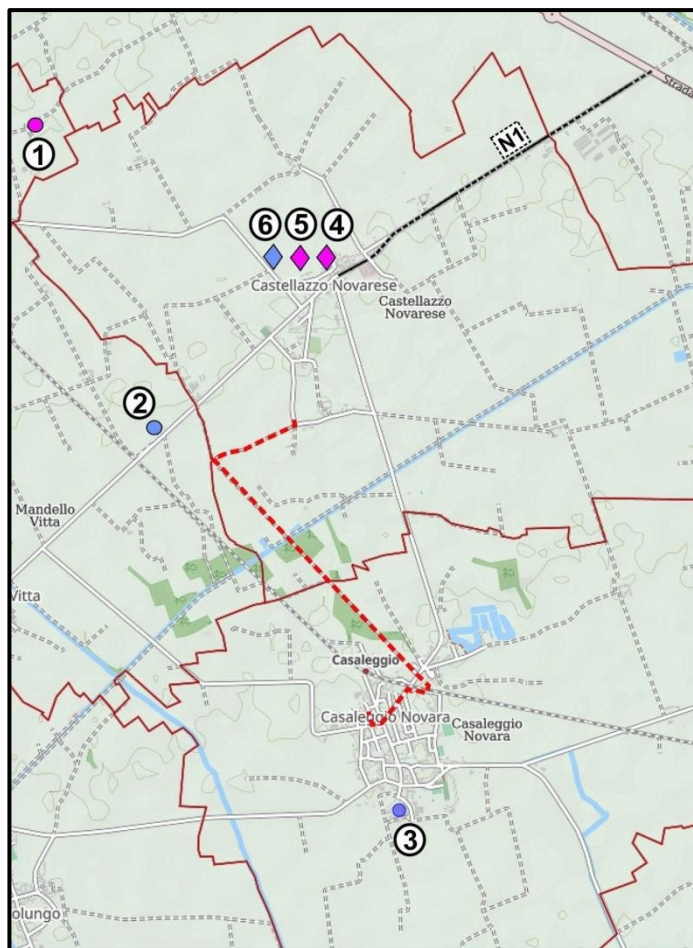 Strada
N1
1
6
5
4
Castellazzo Novarese
Castellazzo
Novarese
2
Mandello
Vitta
Vitta
Casaleggio
Casaleggio Novara
Casaleggio
Novara
3
olungo